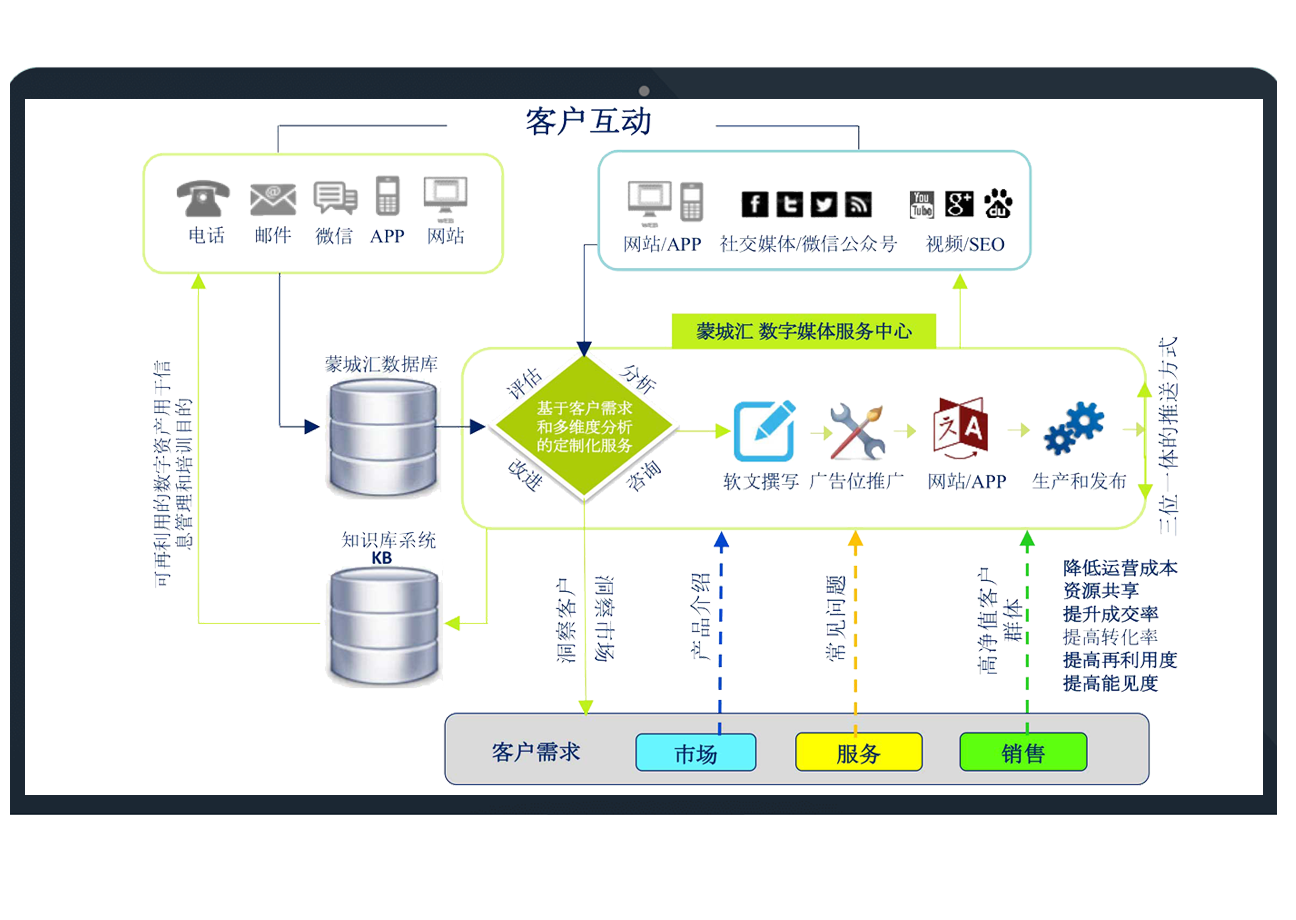 客户互动
电话
邮件
微信
APP
网站
WEB
WEB
网站/APP
社交媒体/微信公众号
You
Tube
g+
du
视频/SEO
蒙城汇 数字媒体服务中心
蒙城汇数据库
评估
分析
基于客户需求
和多维度分析
的定制化服务
改进
咨询
软文撰写
广告位推广
网站/APP
生产和发布
三位一体的推送方式
可再利用的数字资产用于信
息管理和培训目的
知识库系统
KB
洞察客户
洞察市场
产品介绍
常见问题
高净值客户
群体
降低运营成本
资源共享
提升成交率
提高转化率
提高再利用度
提高能见度
客户需求
市场
服务
销售